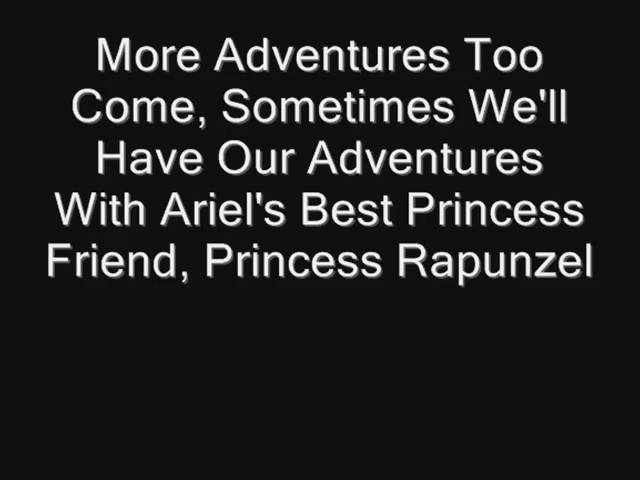 More Adventures Too
Come, Sometimes We'll
Have Our Adventures
With Ariel's Best Princess
Friend, Princess Rapunzel